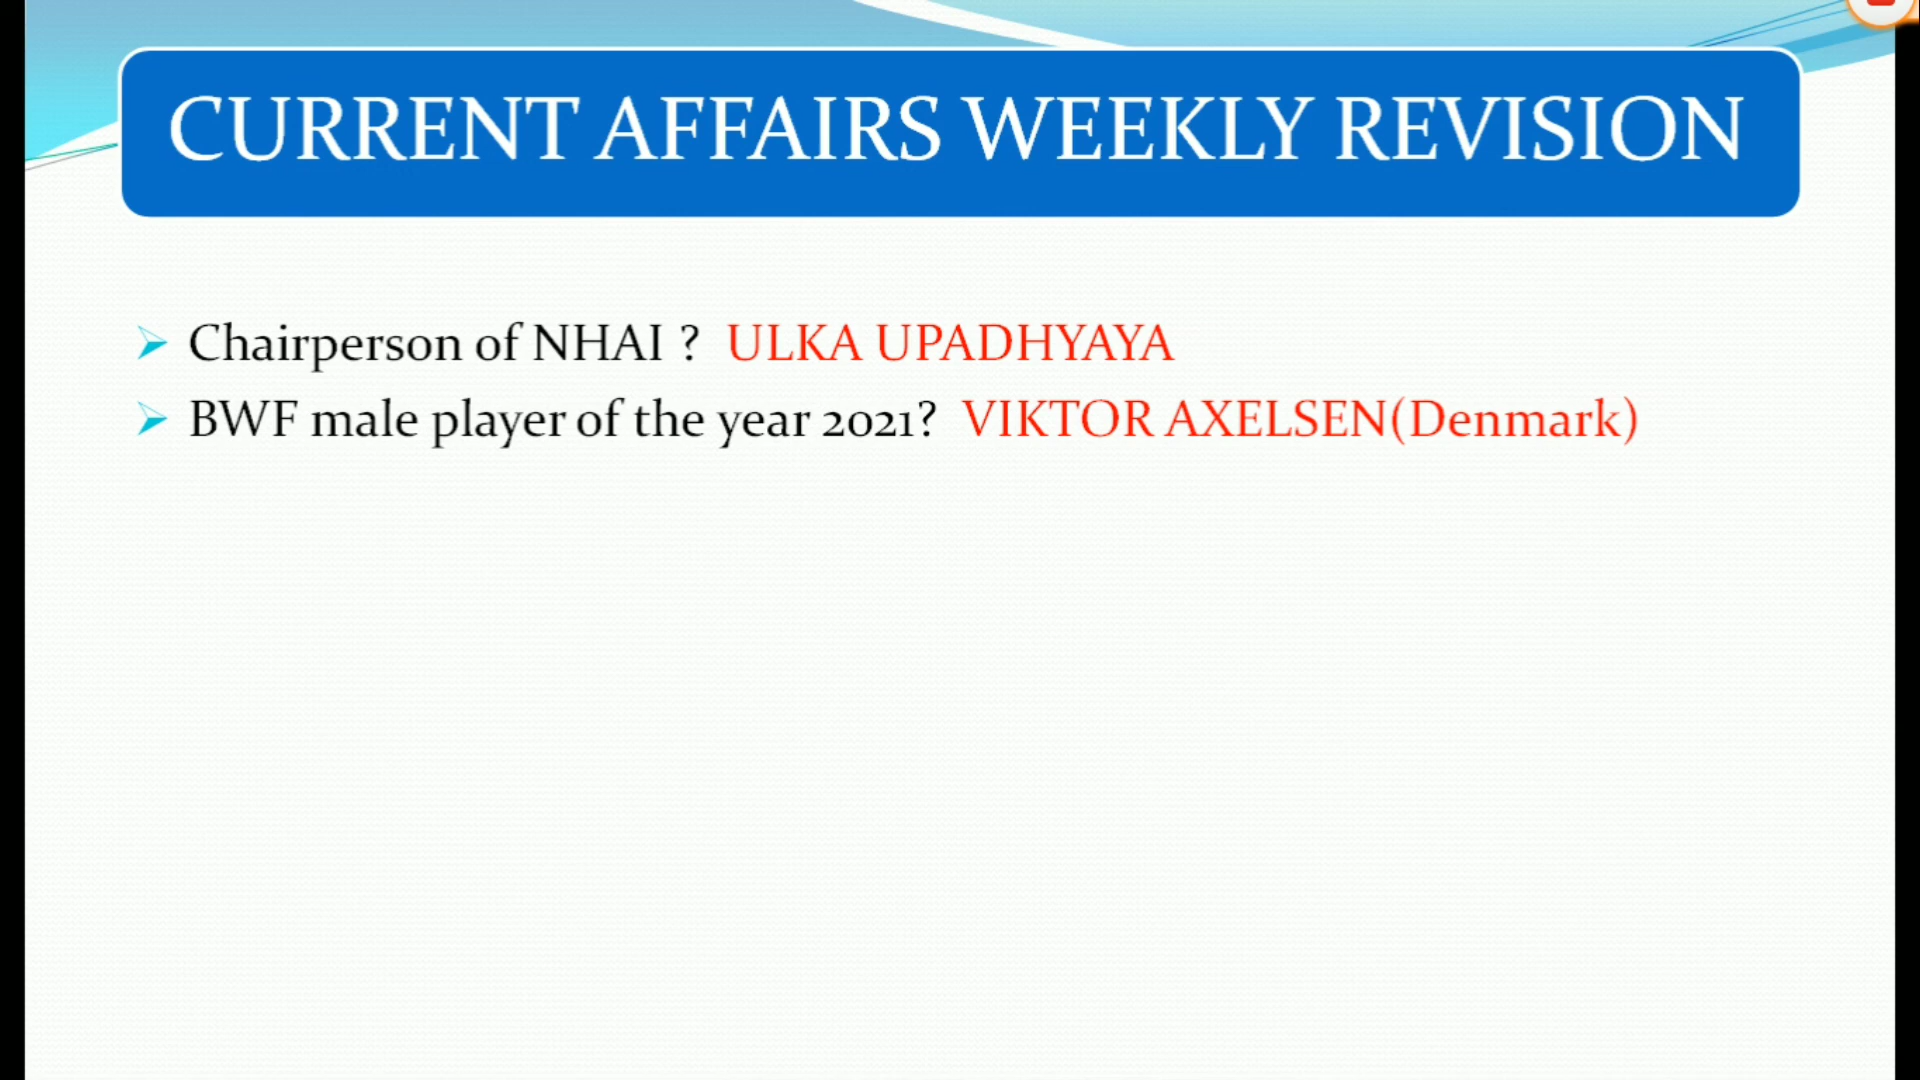 CURRENT AFFAIRS WEEKLY REVISION
Chairperson of NHAI ? ULKA UPADHYAYA
BWF male player of the year 2021? VIKTOR AXELSEN(Denmark)